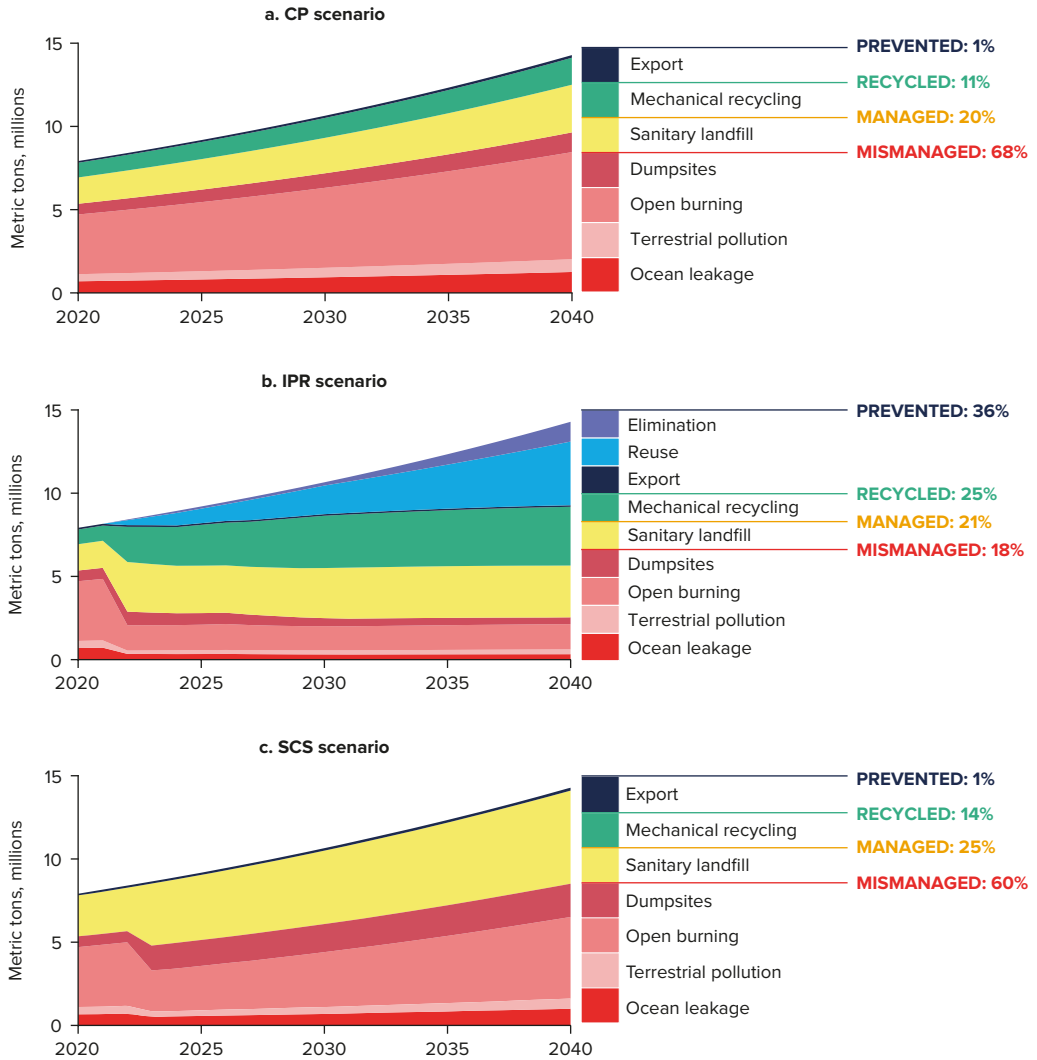 a. CP scenario
Metric tons, millions
15
10
5
0
2020 2025 2030 2035 2040
Export
Mechanical recycling
Sanitary landfill
Dumpsites
Open burning
Terrestrial pollution
Ocean leakage
PREVENTED: 1%
RECYCLED: 11%
MANAGED: 20%
MISMANAGED: 68%
b. IPR scenario
Metric tons, millions
15
10
5
0
2020 2025 2030 2035 2040
Elimination
Reuse
Export
Mechanical recycling
Sanitary landfill
Dumpsites
Open burning
Terrestrial pollution
Ocean leakage
PREVENTED: 36%
RECYCLED: 25%
MANAGED: 21%
MISMANAGED: 18%
c. SCS scenario
Metric tons, millions
15
10
5
0
2020 2025 2030 2035 2040
Export
Mechanical recycling
Sanitary landfill
Dumpsites
Open burning
Terrestrial pollution
Ocean leakage
PREVENTED: 1%
RECYCLED: 14%
MANAGED: 25%
MISMANAGED: 60%